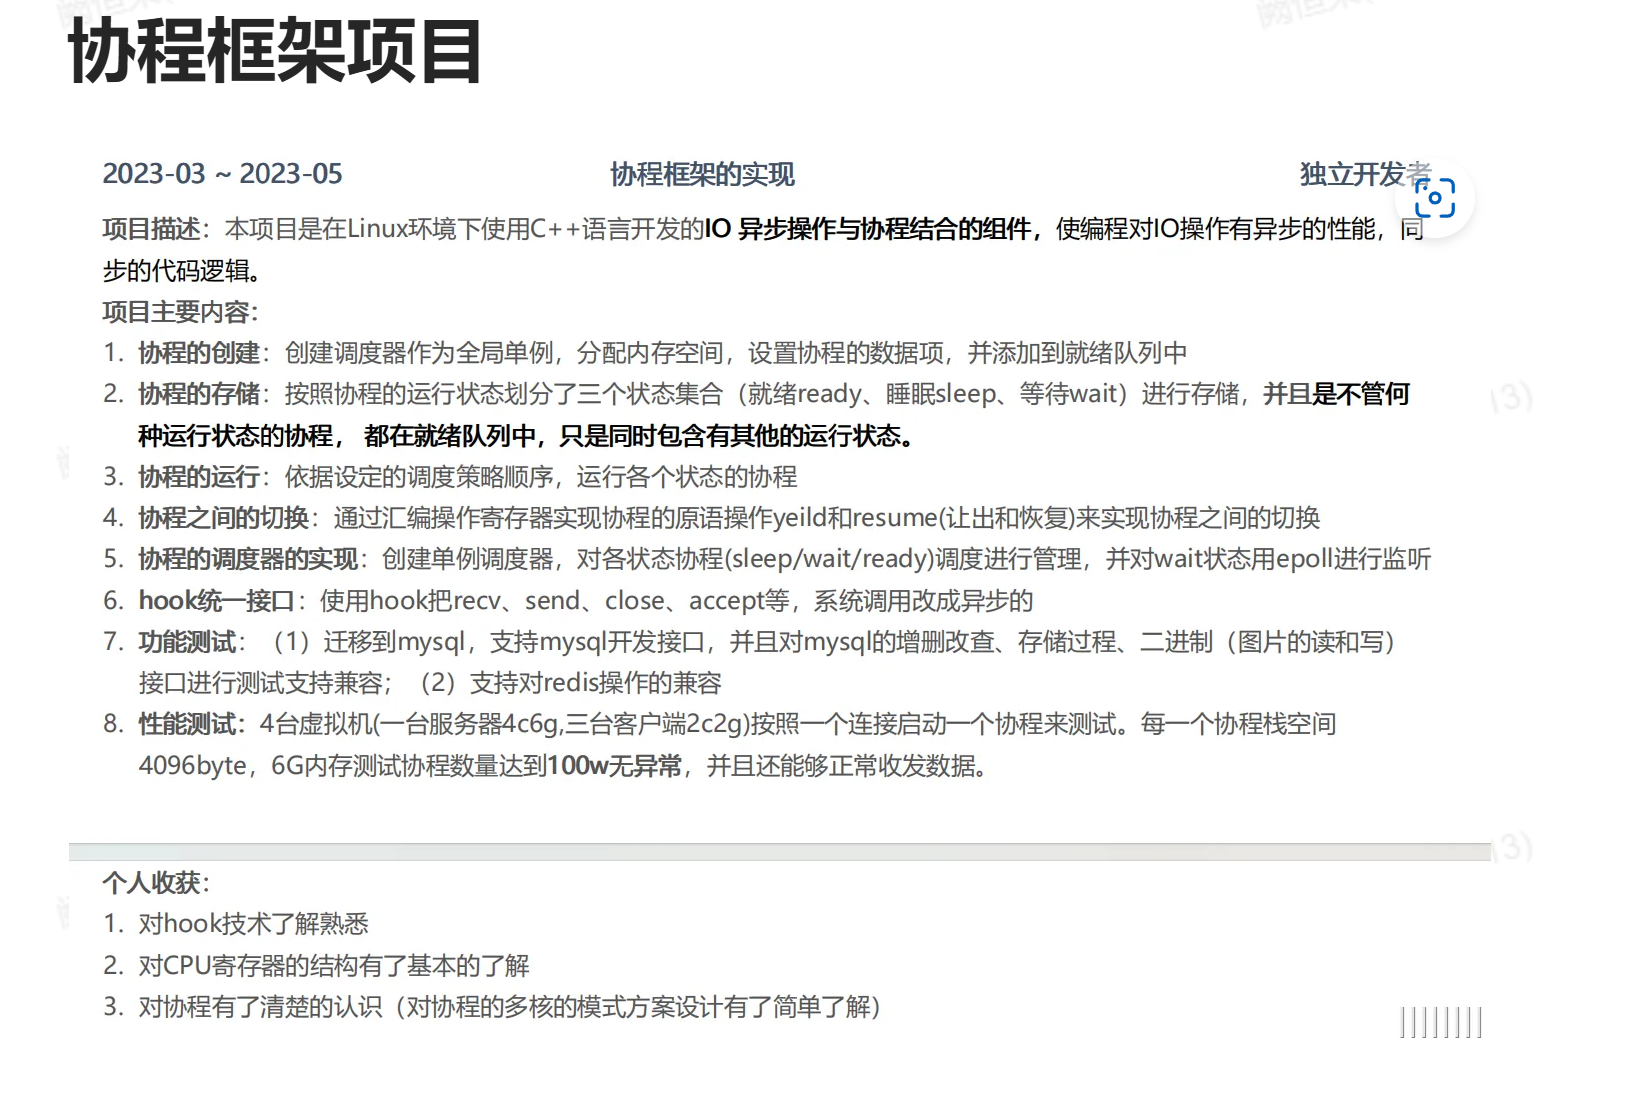 协程框架项目
2023-03 ~ 2023-05 协程框架的实现 独立开发者
项目描述：本项目是在Linux环境下使用C++语言开发的IO 异步操作与协程结合的组件，使编程对IO操作有异步的性能，同
步的代码逻辑。
项目主要内容：
1. 协程的创建：创建调度器作为全局单例，分配内存空间，设置协程的数据项，并添加到就绪队列中
2. 协程的存储：按照协程的运行状态划分了三个状态集合（就绪ready、睡眠sleep、等待wait）进行存储，并且是不管何
种运行状态的协程， 都在就绪队列中，只是同时包含有其他的运行状态。
3. 协程的运行：依据设定的调度策略顺序，运行各个状态的协程
4. 协程之间的切换：通过汇编操作寄存器实现协程的原语操作yeild和resume(让出和恢复)来实现协程之间的切换
5. 协程的调度器的实现：创建单例调度器，对各状态协程(sleep/wait/ready)调度进行管理，并对wait状态用epoll进行监听
6. hook统一接口：使用hook把recv、send、close、accept等，系统调用改成异步的
7. 功能测试：（1）迁移到mysql，支持mysql开发接口，并且对mysql的增删改查、存储过程、二进制（图片的读和写）
接口进行测试支持兼容；（2）支持对redis操作的兼容
8. 性能测试：4台虚拟机(一台服务器4c6g,三台客户端2c2g)按照一个连接启动一个协程来测试。每一个协程栈空间
4096byte，6G内存测试协程数量达到100w无异常，并且还能够正常收发数据。
个人收获：
1. 对hook技术了解熟悉
2. 对CPU寄存器的结构有了基本的了解
3. 对协程有了清楚的认识（对协程的多核的模式方案设计有了简单了解）